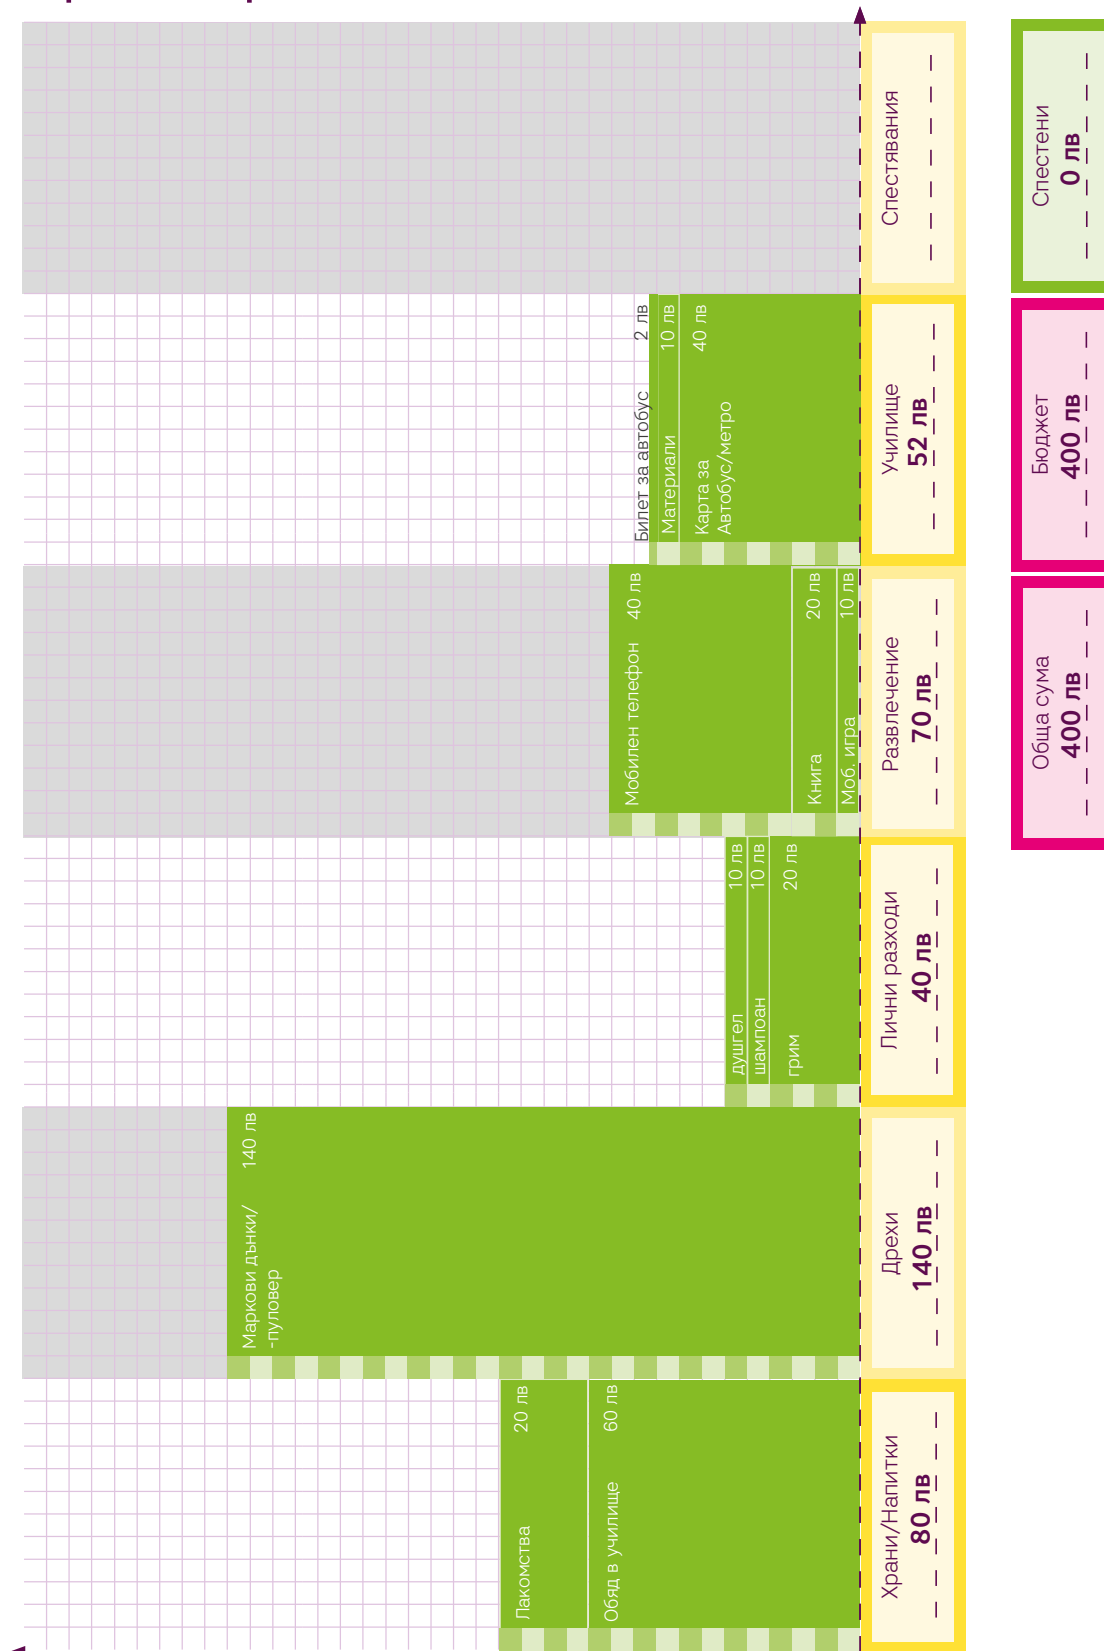 Лакомства 20 лв
Обяд в училище 60 лв
Храни/Напитки
80 лв
Маркови дънки/ 140 лв
-пуловер
Дрехи
140 лв
душгел 10 лв
шампоан 10 лв
грим 20 лв
Лични разходи
40 лв
Мобилен телефон 40 лв
Книга 20 лв
Моб. игра 10 лв
Развлечение
70 лв
Билет за автобус 2 лв
Материали 10 лв
Карта за 40 лв
Автобус/метро
Училище
52 лв
Спестявания
Обща сума
400 лв
Бюджет
400 лв
Спестени
0 лв